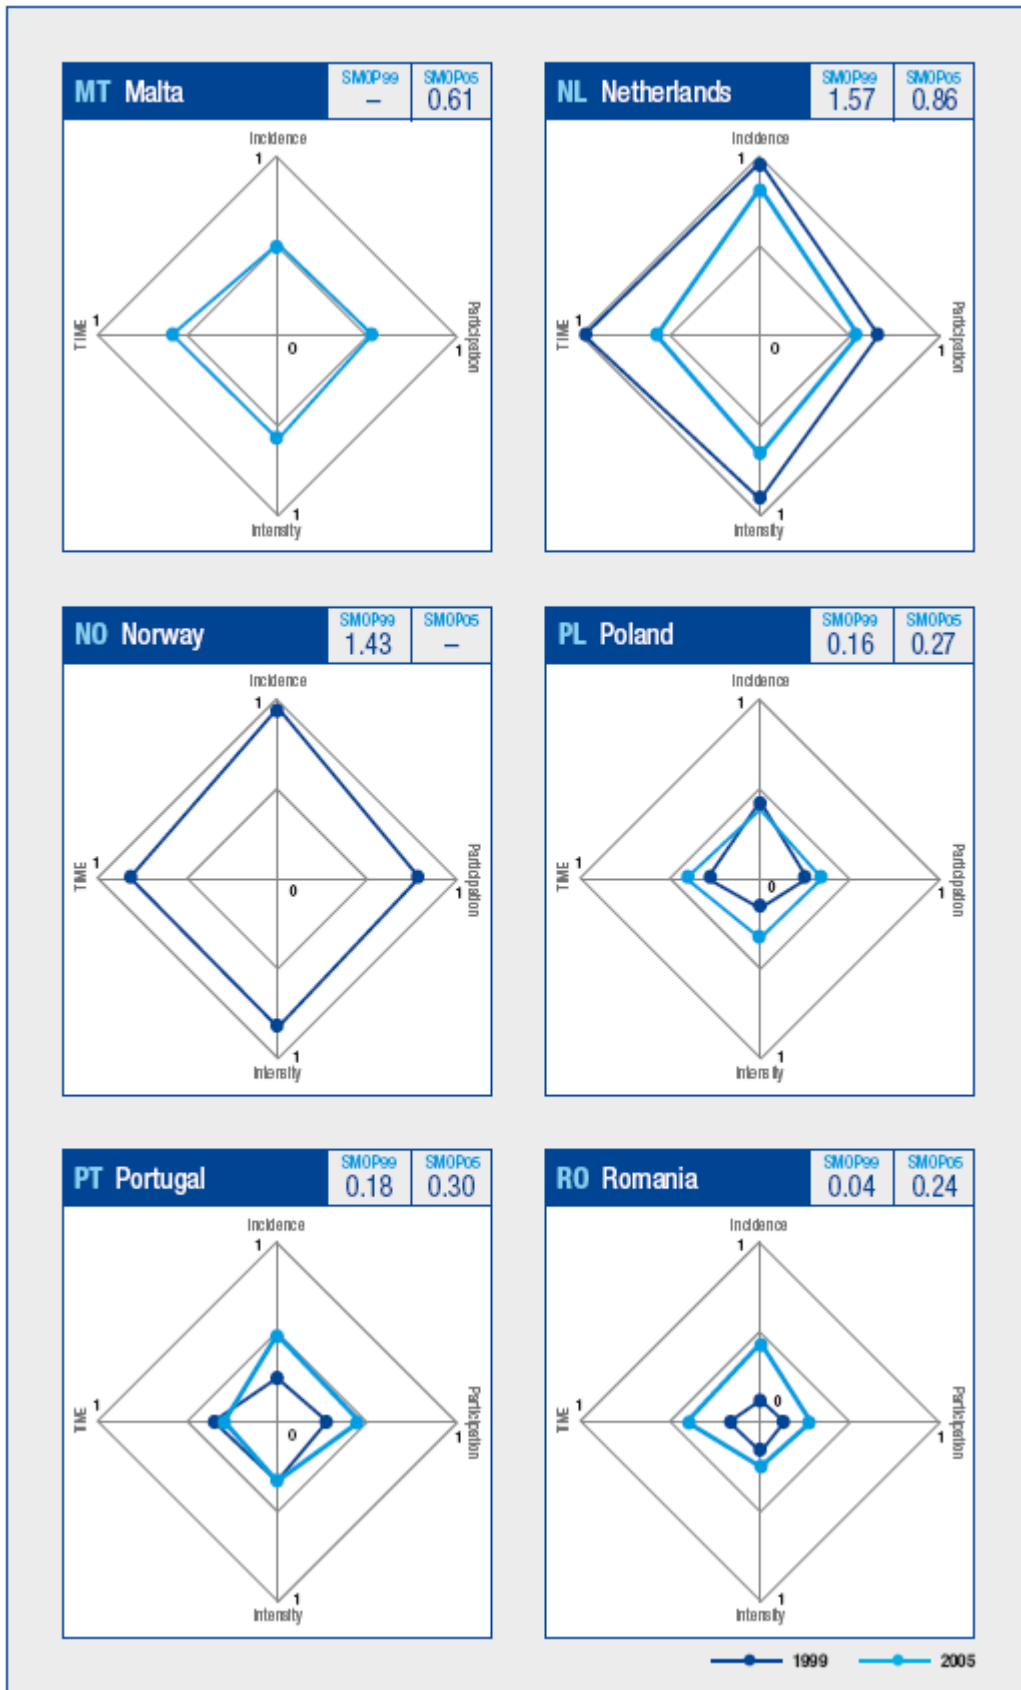 MT Malta
SMOP99 SMOP05
– 0.61
Incidence
1
TIME 1
0
1 Participation
1
Intensity
NL Netherlands
SMOP99 SMOP05
1.57 0.86
Incidence
1
TIME 1
0
1 Participation
1
Intensity
NO Norway
SMOP99 SMOP05
1.43 –
Incidence
1
TIME 1
0
1 Participation
1
Intensity
PL Poland
SMOP99 SMOP05
0.16 0.27
Incidence
1
TIME 1
0
1 Participation
1
Intensity
PT Portugal
SMOP99 SMOP05
0.18 0.30
Incidence
1
TIME 1
0
1 Participation
1
Intensity
RO Romania
SMOP99 SMOP05
0.04 0.24
Incidence
1
TIME 1
0
1 Participation
1
Intensity
1999 2005